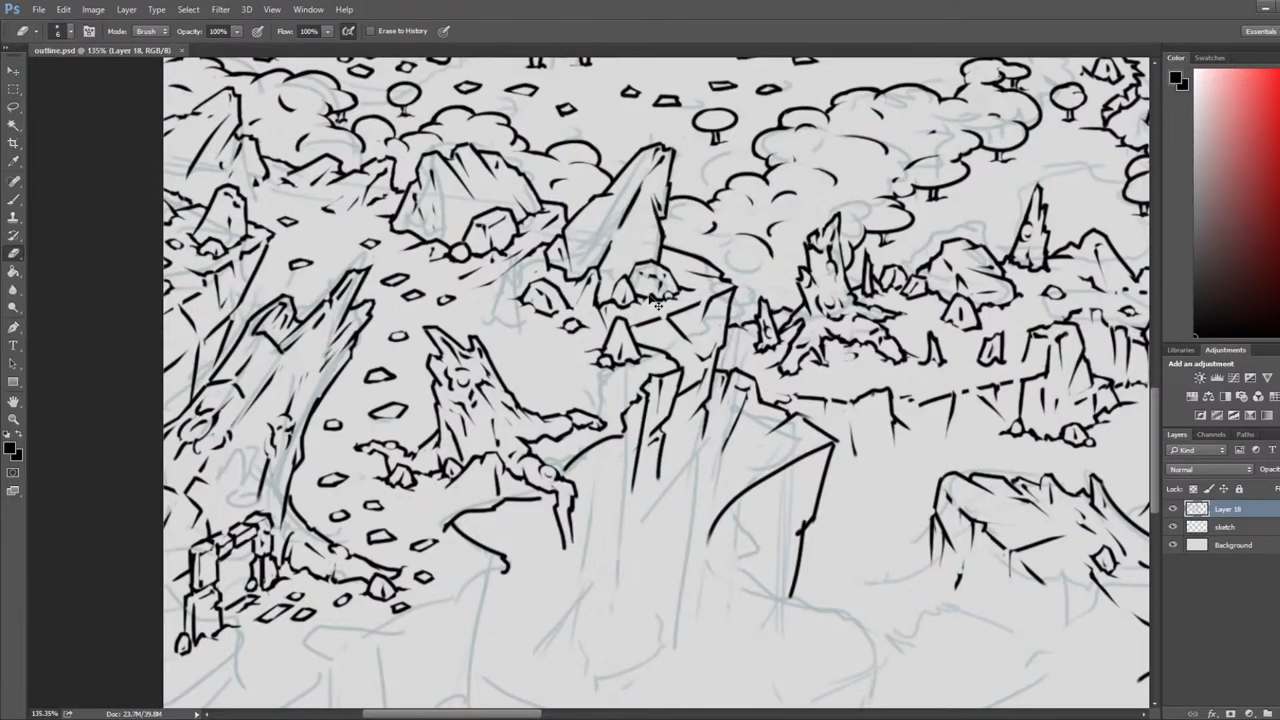 Ps File Edit Image Layer Type Select Filter 3D View Window Help
6 Mode: Brush Opacity: 100% Flow: 100% Erase to History Essentials
outline.psd @ 135% (Layer 18, RGB/8) ×
Color Swatches
Libraries Adjustments
Add an adjustment
Layers Channels Paths
Kind
Normal Opac
Lock:
Layer 18
sketch
Background
135.35% Doc: 23.7M/39.8M